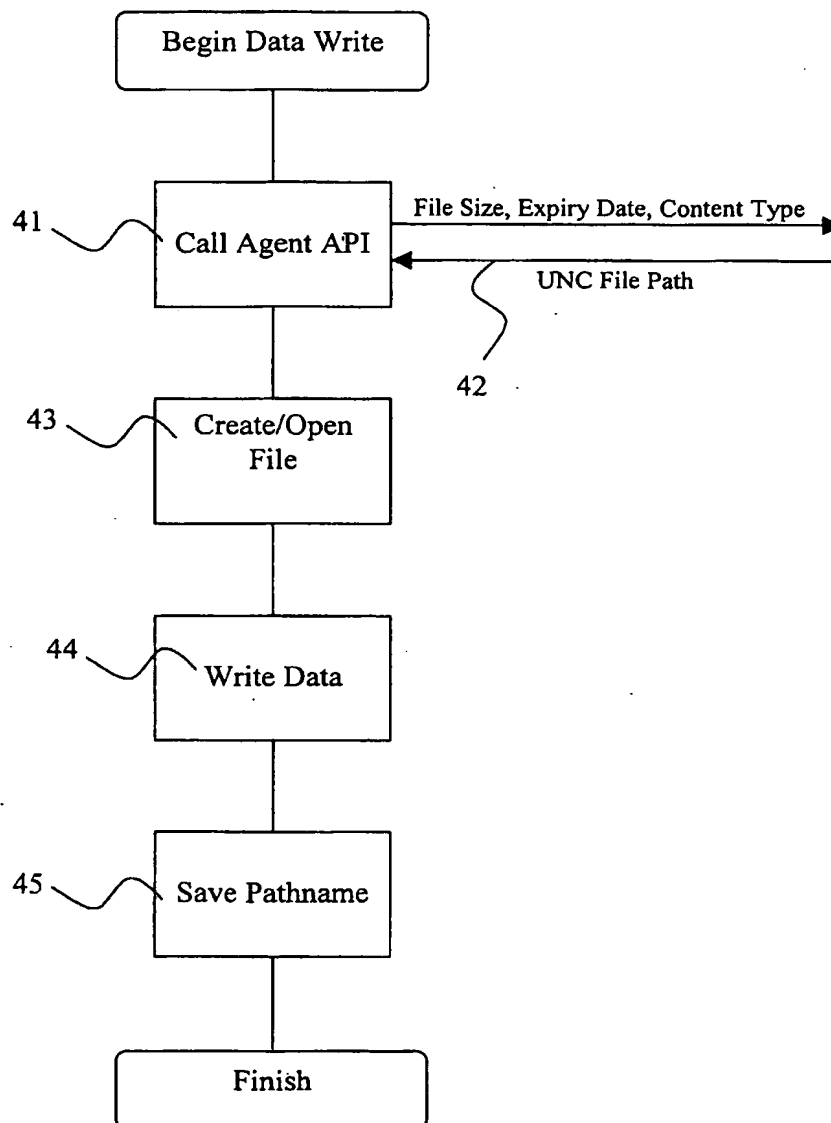 Begin Data Write
41
Call Agent API
File Size, Expiry Date, Content Type
UNC File Path
42
43
Create/Open
File
44
Write Data
45
Save Pathname
Finish